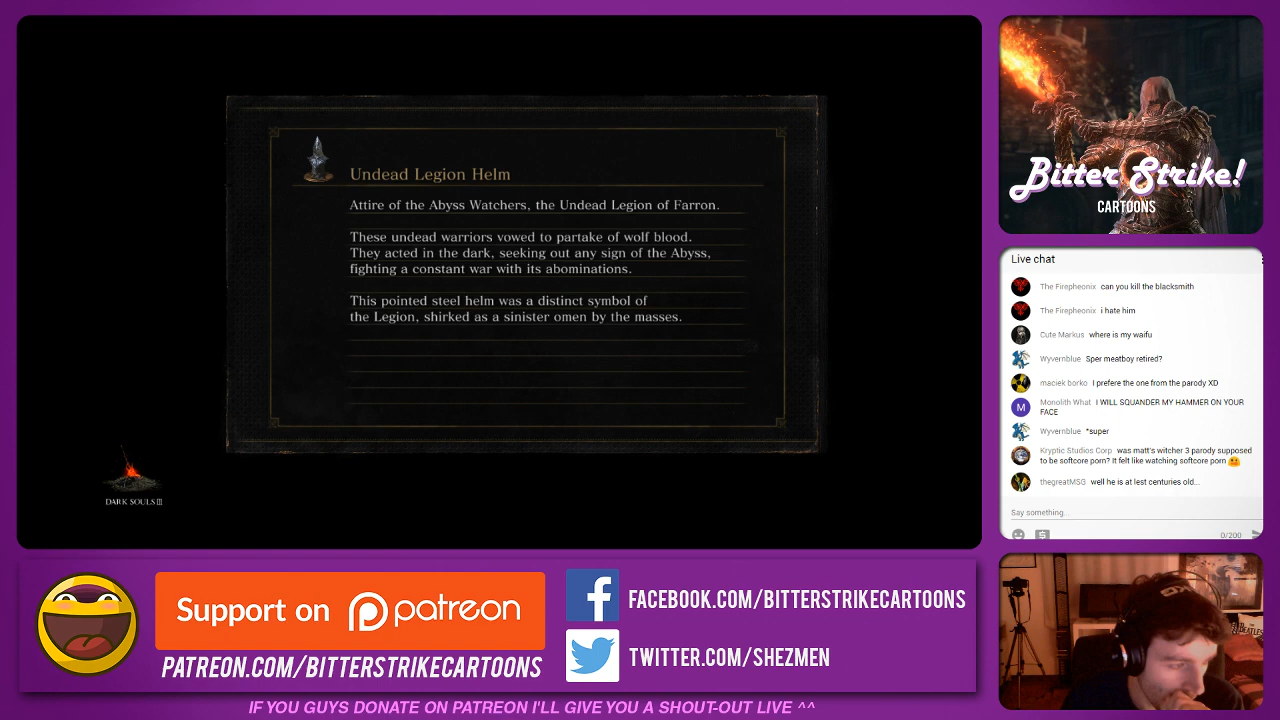 Undead Legion Helm
Attire of the Abyss Watchers, the Undead Legion of Farron.
These undead warriors vowed to partake of wolf blood.
They acted in the dark, seeking out any sign of the Abyss,
fighting a constant war with its abominations.
This pointed steel helm was a distinct symbol of
the Legion, shirked as a sinister omen by the masses.
DARK SOULS III
Bitter Strike!
CARTOONS
Live chat
The Firepheonix can you kill the blacksmith
The Firepheonix i hate him
Cute Markus where is my waifu
Wyvernblue Sper meatboy retired?
maciek borko I prefere the one from the parody XD
M
Monolith What I WILL SQUANDER MY HAMMER ON YOUR
FACE
Wyvernblue *super
Kryptic Studios Corp was matt's witcher 3 parody supposed
to be softcore porn? It felt like watching softcore porn
thegreatMSG well he is at lest centuries old...
Say something...
0/200
Support on patreon
PATREON.COM/BITTERSTRIKECARTOONS
FACEBOOK.COM/BITTERSTRIKECARTOONS
TWITTER.COM/SHEZMEN
IF YOU GUYS DONATE ON PATREON I'LL GIVE YOU A SHOUT-OUT LIVE ^^